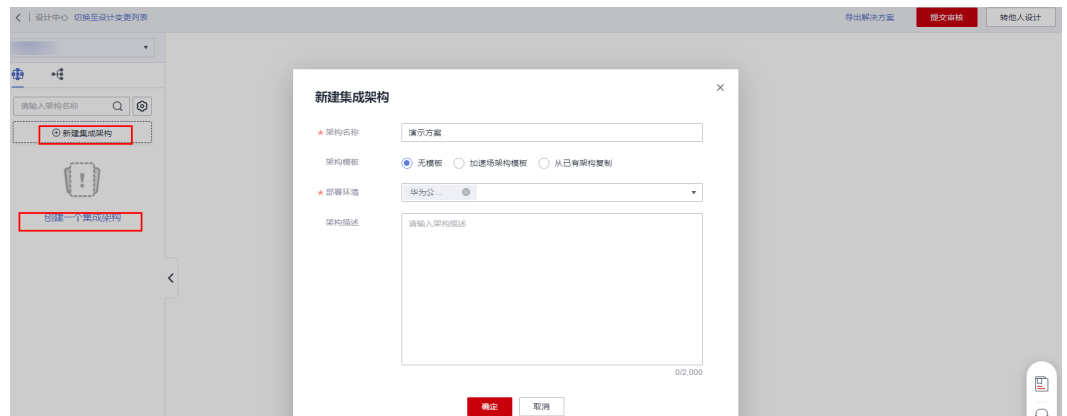 设计中心 切换至设计变更列表
导出解决方案 提交审核 转他人设计
请输入架构名称
新建集成架构
创建一个集成架构
新建集成架构
* 架构名称 演示方案
架构模板 无模板 加速场架构模板 从已有架构复制
* 部署环境 华为公...
架构描述 请输入架构描述
0/2,000
确定 取消